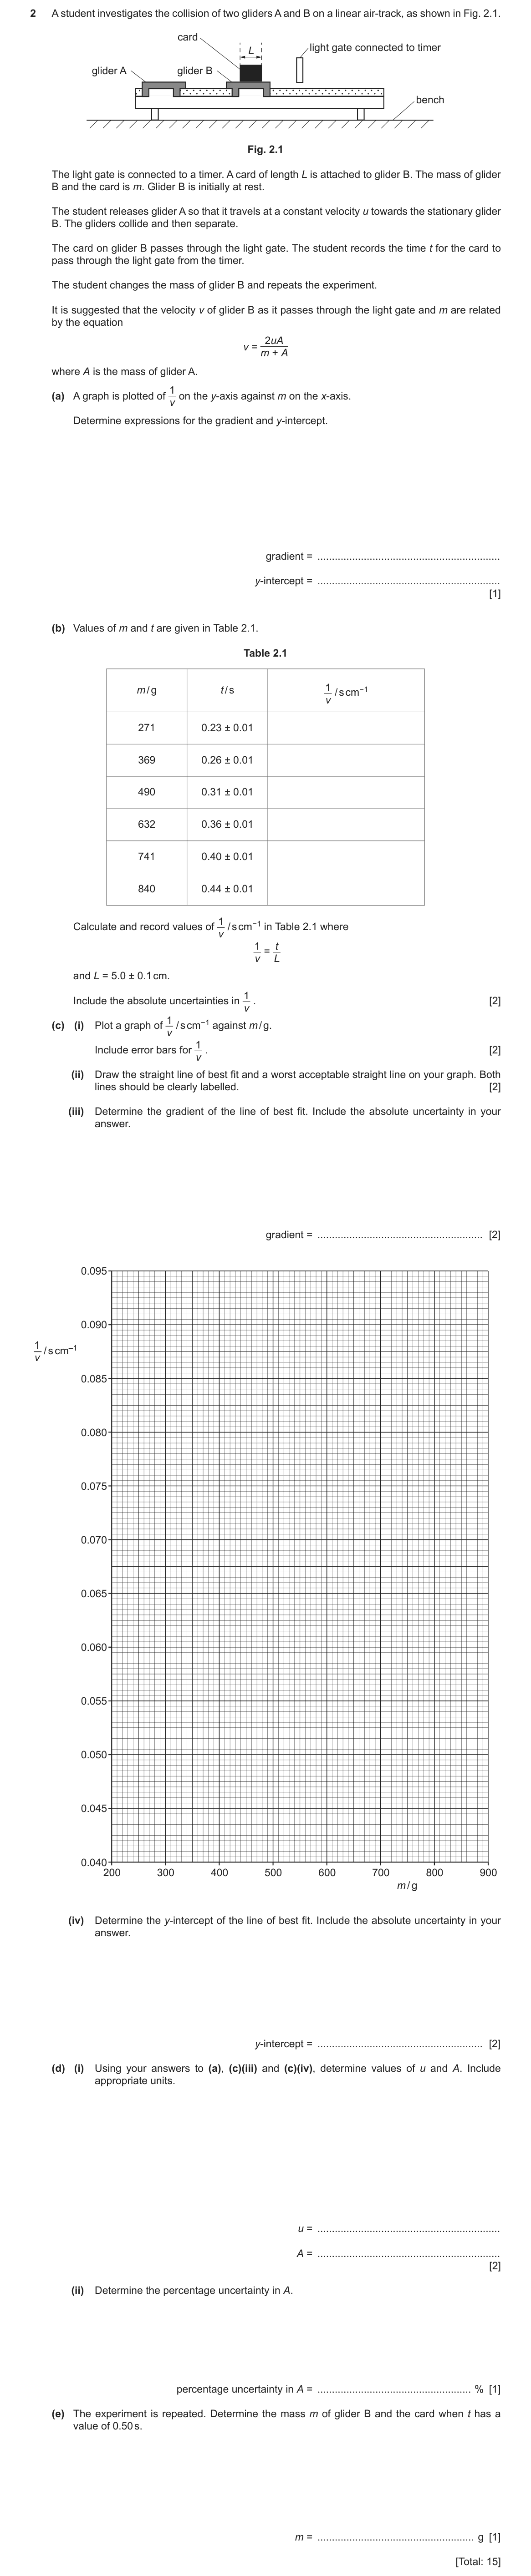 2 A student investigates the collision of two gliders A and B on a linear air-track, as shown in Fig. 2.1.
card
L
light gate connected to timer
glider A
glider B
bench
Fig. 2.1
The light gate is connected to a timer. A card of length L is attached to glider B. The mass of glider
B and the card is m. Glider B is initially at rest.
The student releases glider A so that it travels at a constant velocity u towards the stationary glider
B. The gliders collide and then separate.
The card on glider B passes through the light gate. The student records the time t for the card to
pass through the light gate from the timer.
The student changes the mass of glider B and repeats the experiment.
It is suggested that the velocity v of glider B as it passes through the light gate and m are related
by the equation
v = 2uA / (m + A)
where A is the mass of glider A.
(a) A graph is plotted of 1/v on the y-axis against m on the x-axis.
Determine expressions for the gradient and y-intercept.
gradient = ...............................................................
y-intercept = ...............................................................
[1]
(b) Values of m and t are given in Table 2.1.
Table 2.1
m/g t/s 1/v /s cm⁻¹
271 0.23 ± 0.01
369 0.26 ± 0.01
490 0.31 ± 0.01
632 0.36 ± 0.01
741 0.40 ± 0.01
840 0.44 ± 0.01
Calculate and record values of 1/v /s cm⁻¹ in Table 2.1 where
1/v = t/L
and L = 5.0 ± 0.1 cm.
Include the absolute uncertainties in 1/v. [2]
(c) (i) Plot a graph of 1/v /s cm⁻¹ against m/g.
Include error bars for 1/v. [2]
(ii) Draw the straight line of best fit and a worst acceptable straight line on your graph. Both
lines should be clearly labelled. [2]
(iii) Determine the gradient of the line of best fit. Include the absolute uncertainty in your
answer.
gradient = ......................................................... [2]
0.095
0.090
1/v /s cm⁻¹
0.085
0.080
0.075
0.070
0.065
0.060
0.055
0.050
0.045
0.040
200 300 400 500 600 700 800 900
m/g
(iv) Determine the y-intercept of the line of best fit. Include the absolute uncertainty in your
answer.
y-intercept = ......................................................... [2]
(d) (i) Using your answers to (a), (c)(iii) and (c)(iv), determine values of u and A. Include
appropriate units.
u = ...............................................................
A = ...............................................................
[2]
(ii) Determine the percentage uncertainty in A.
percentage uncertainty in A = ..................................................... % [1]
(e) The experiment is repeated. Determine the mass m of glider B and the card when t has a
value of 0.50 s.
m = ...................................................... g [1]
[Total: 15]